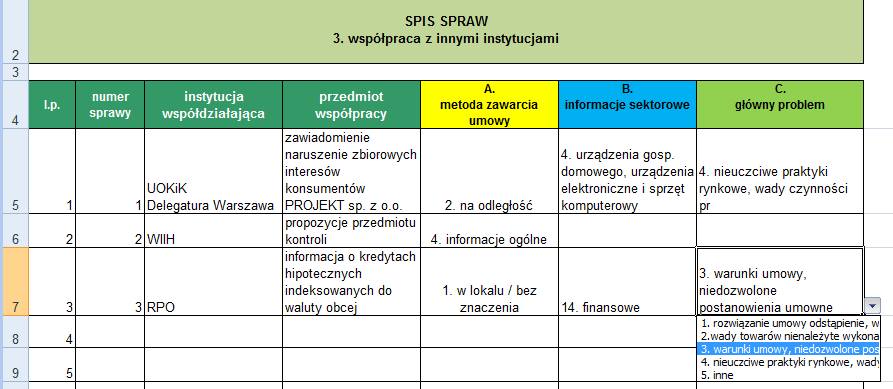 SPIS SPRAW
3. współpraca z innymi instytucjami
2
3
l.p.
numer
sprawy
instytucja
współdziałająca
przedmiot
współpracy
A.
metoda zawarcia
umowy
B.
informacje sektorowe
C.
główny problem
4
zawiadomienie
naruszenie zbiorowych
interesów
konsumentów
PROJEKT sp. z o.o.
4. urządzenia gosp.
domowego, urządzenia
elektroniczne i sprzęt
komputerowy
4. nieuczciwe praktyki
rynkowe, wady czynności
pr
UOKiK
Delegatura Warszawa
5
1
1
2. na odległość
propozycje przedmiotu
kontroli
6
2
2
WIIH
4. informacje ogólne
informacja o kredytach
hipotecznych
indeksowanych do
waluty obcej
1. w lokalu / bez
znaczenia
3. warunki umowy,
niedozwolone
postanowienia umowne
7
3
3
RPO
14. finansowe
8
4
9
5
1. rozwiązanie umowy odstąpienie, w
2.wady towarów nienależyte wykona
3. warunki umowy, niedozwolone pos
4. nieuczciwe praktyki rynkowe, wady
5. inne